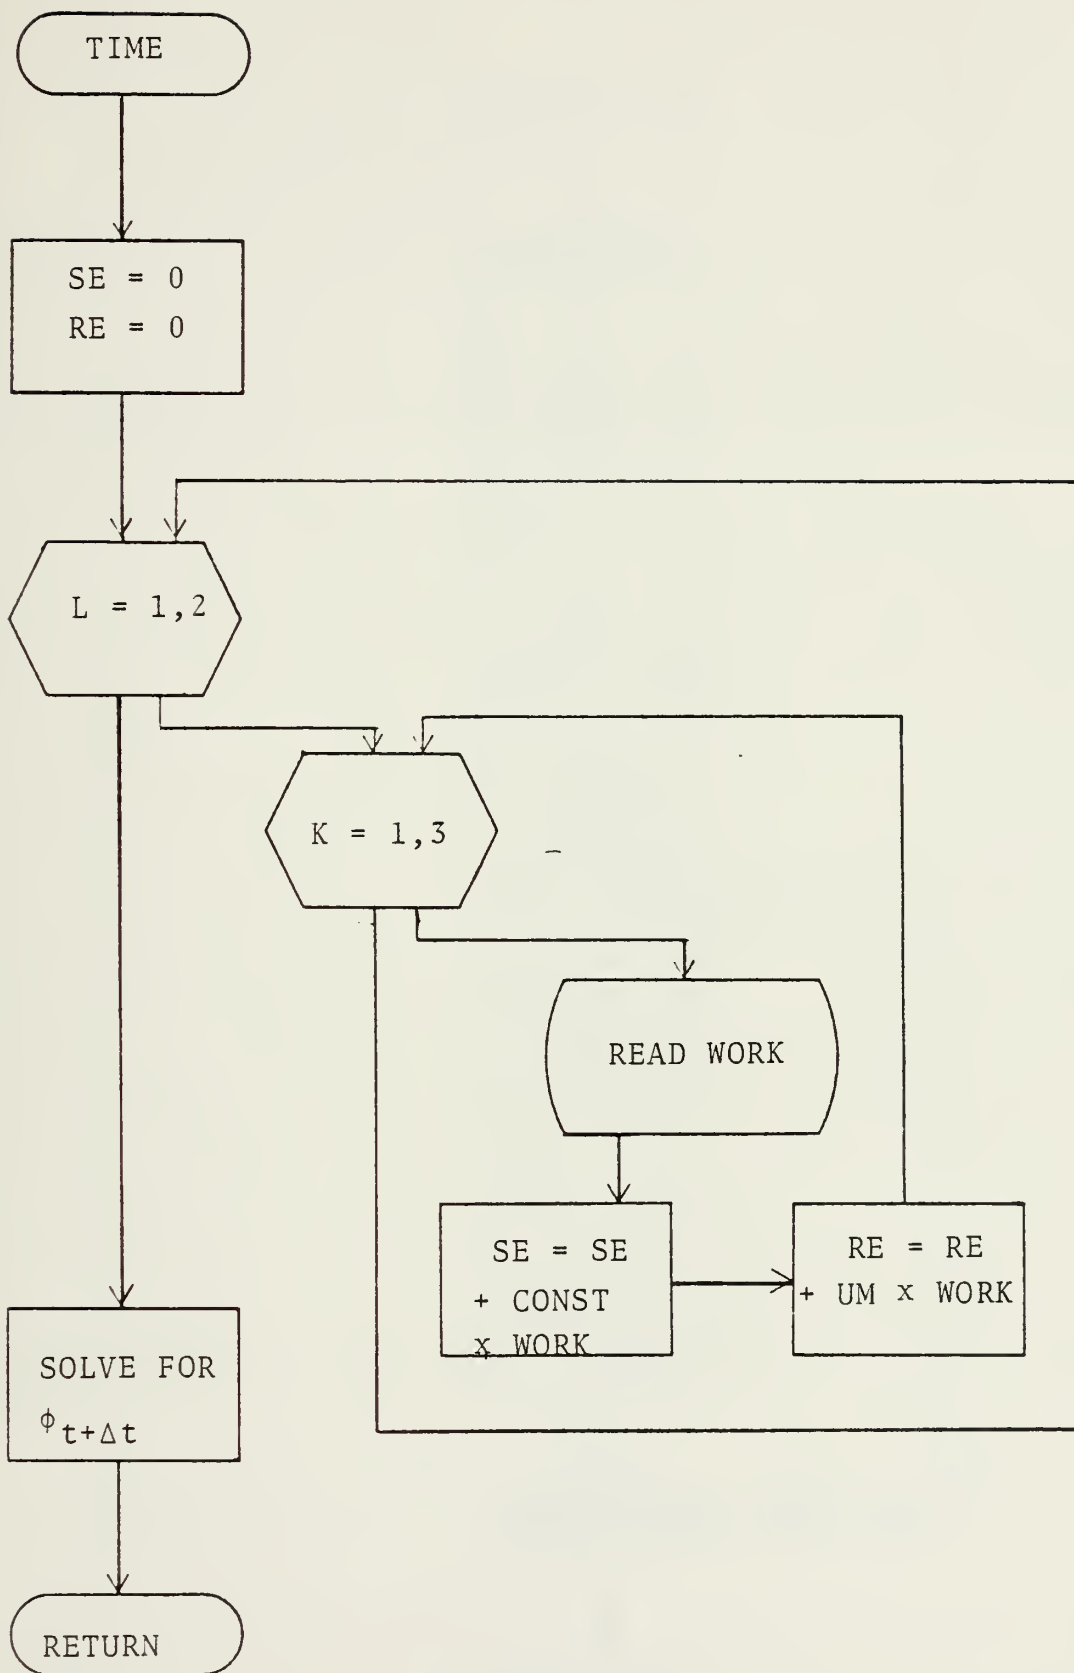 TIME
SE = 0
RE = 0
L = 1,2
K = 1,3
READ WORK
SE = SE
+ CONST
x WORK
RE = RE
+ UM x WORK
SOLVE FOR
ϕt+Δt
RETURN